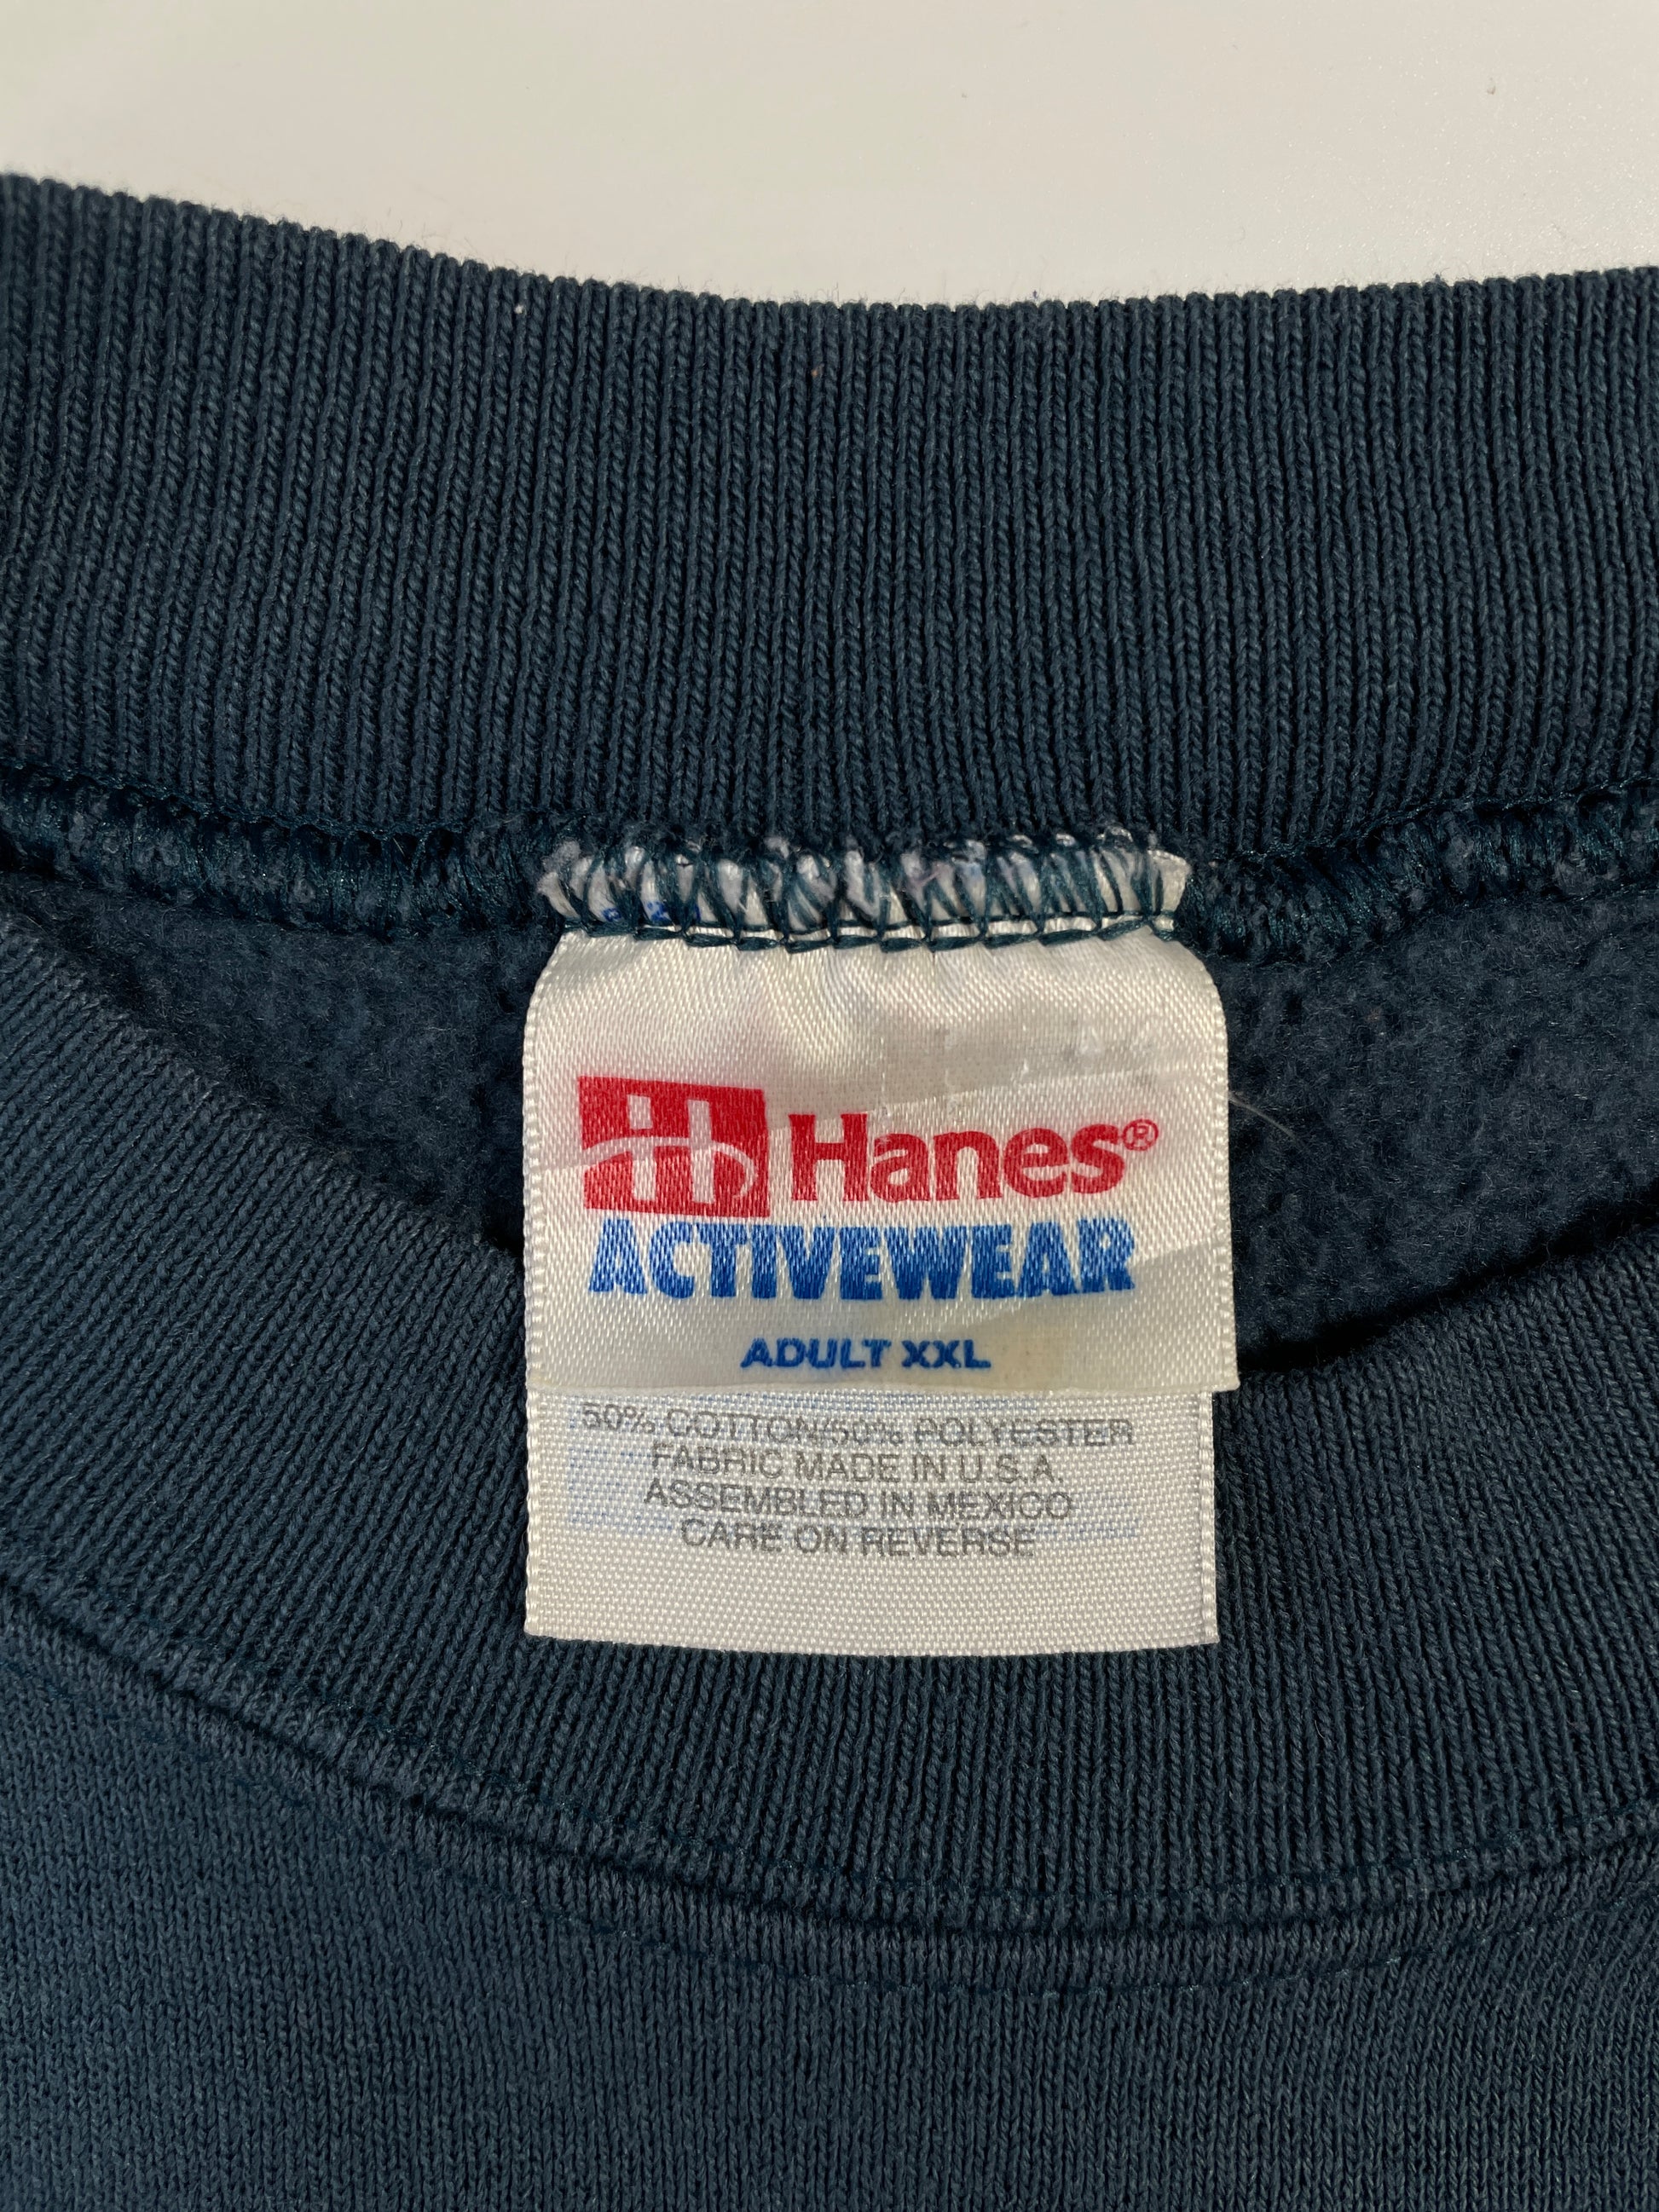 Hanes®
ACTIVEWEAR
ADULT XXL
50% COTTON/50% POLYESTER
FABRIC MADE IN U.S.A.
ASSEMBLED IN MEXICO
CARE ON REVERSE